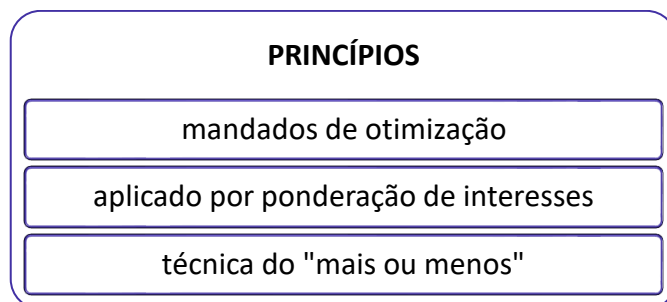 PRINCÍPIOS
mandados de otimização
aplicado por ponderação de interesses
técnica do "mais ou menos"